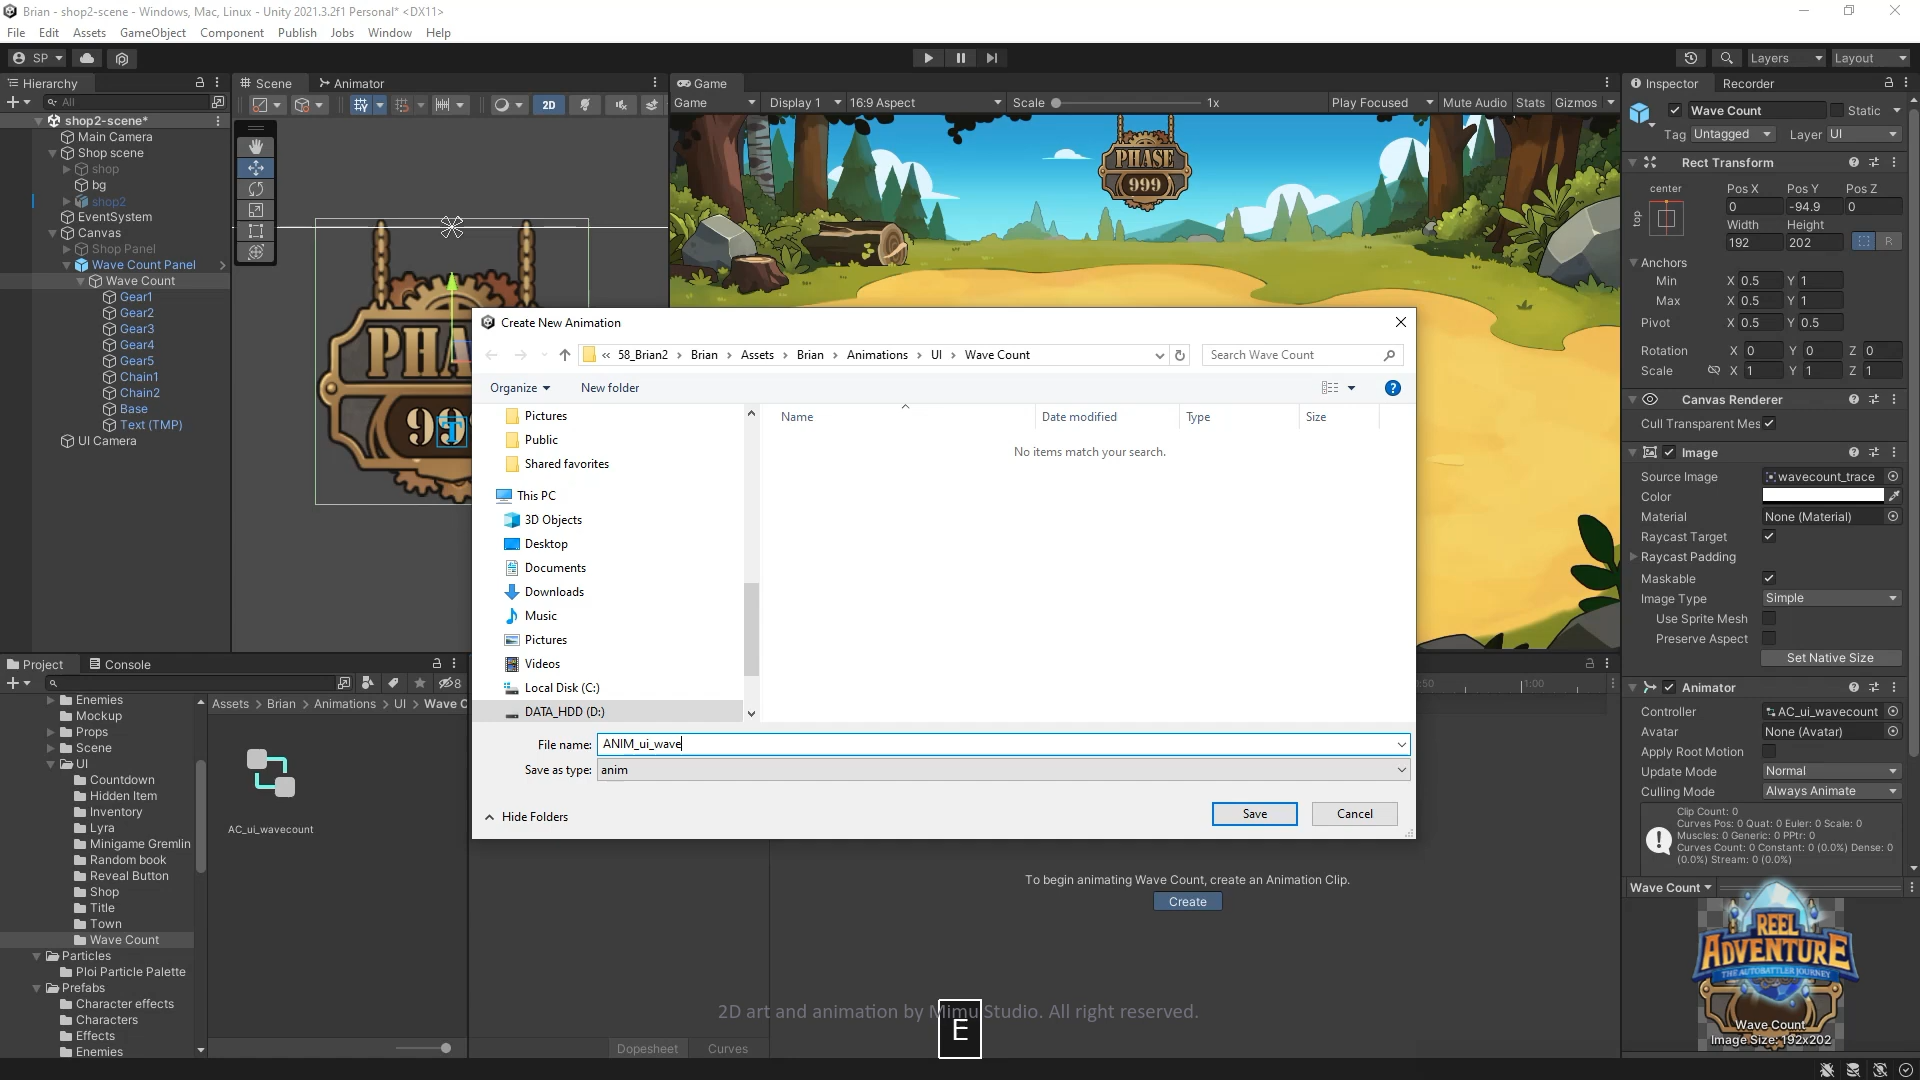 Brian - shop2-scene - Windows, Mac, Linux - Unity 2021.3.2f1 Personal* <DX11>
File Edit Assets GameObject Component Publish Jobs Window Help
SP
Layers Layout
Hierarchy
All
shop2-scene*
Main Camera
Shop scene
shop
bg
shop2
EventSystem
Canvas
Shop Panel
Wave Count Panel
Wave Count
Gear1
Gear2
Gear3
Gear4
Gear5
Chain1
Chain2
Base
Text (TMP)
UI Camera
Scene Animator
2D
Game
Game Display 1 16:9 Aspect Scale 1x Play Focused Mute Audio Stats Gizmos
PHASE
999
Create New Animation
« 58_Brian2 > Brian > Assets > Brian > Animations > UI > Wave Count
Search Wave Count
Organize New folder
Pictures
Public
Shared favorites
This PC
3D Objects
Desktop
Documents
Downloads
Music
Pictures
Videos
Local Disk (C:)
DATA_HDD (D:)
Name Date modified Type Size
No items match your search.
File name: ANIM_ui_wave
Save as type: anim
Hide Folders
Save Cancel
1:00
To begin animating Wave Count, create an Animation Clip.
Create
Dopesheet Curves
Project Console
8
Enemies
Mockup
Props
Scene
UI
Countdown
Hidden Item
Inventory
Lyra
Minigame Gremlin
Random book
Reveal Button
Shop
Title
Town
Wave Count
Particles
Ploi Particle Palette
Prefabs
Character effects
Characters
Effects
Enemies
Assets > Brian > Animations > UI > Wave C
AC_ui_wavecount
2D art and animation by Mimu Studio. All right reserved.
E
Inspector Recorder
Wave Count Static
Tag Untagged Layer UI
Rect Transform
center
top
Pos X Pos Y Pos Z
0 -94.9 0
Width Height
192 202
R
Anchors
Min X 0.5 Y 1
Max X 0.5 Y 1
Pivot X 0.5 Y 0.5
Rotation X 0 Y 0 Z 0
Scale X 1 Y 1 Z 1
Canvas Renderer
Cull Transparent Mes
Image
Source Image wavecount_trace
Color
Material None (Material)
Raycast Target
Raycast Padding
Maskable
Image Type Simple
Use Sprite Mesh
Preserve Aspect
Set Native Size
Animator
Controller AC_ui_wavecount
Avatar None (Avatar)
Apply Root Motion
Update Mode Normal
Culling Mode Always Animate
Clip Count: 0
Curves Pos: 0 Quat: 0 Euler: 0 Scale: 0
Muscles: 0 Generic: 0 PPtr: 0
Curves Count: 0 Constant: 0 (0.0%) Dense: 0
(0.0%) Stream: 0 (0.0%)
Wave Count
REEL
ADVENTURE
THE AUTOBATTLER JOURNEY
Wave Count
Image Size: 192x202